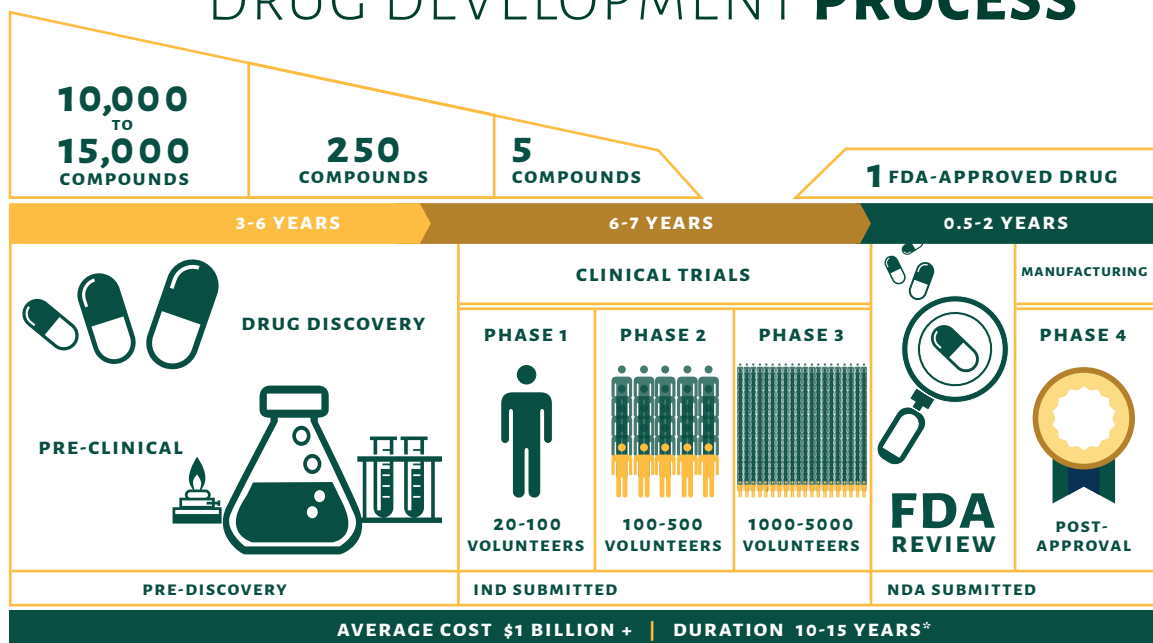 DRUG DEVELOPMENT PROCESS
10,000
TO
15,000
COMPOUNDS
250
COMPOUNDS
5
COMPOUNDS
1 FDA-APPROVED DRUG
3-6 YEARS
6-7 YEARS
0.5-2 YEARS
DRUG DISCOVERY
PRE-CLINICAL
CLINICAL TRIALS
PHASE 1
20-100
VOLUNTEERS
PHASE 2
100-500
VOLUNTEERS
PHASE 3
1000-5000
VOLUNTEERS
FDA
REVIEW
MANUFACTURING
PHASE 4
POST-
APPROVAL
PRE-DISCOVERY
IND SUBMITTED
NDA SUBMITTED
AVERAGE COST $1 BILLION + | DURATION 10-15 YEARS*